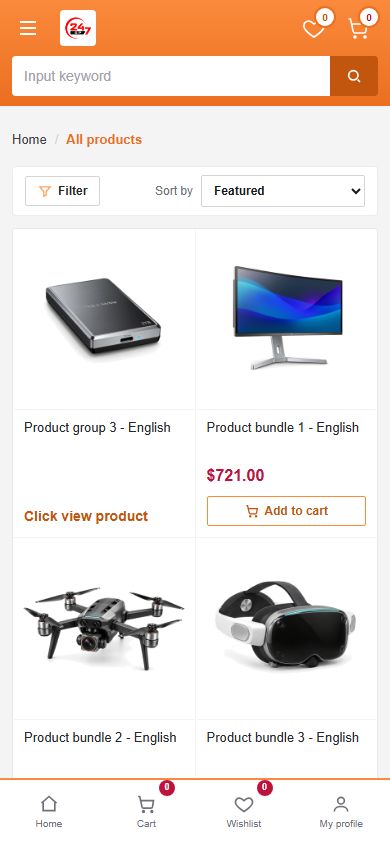 247
0
0
Input keyword
Home / All products
Filter
Sort by
Featured
Product group 3 - English
Click view product
Product bundle 1 - English
$721.00
Add to cart
Product bundle 2 - English
Product bundle 3 - English
Home
0
Cart
0
Wishlist
My profile